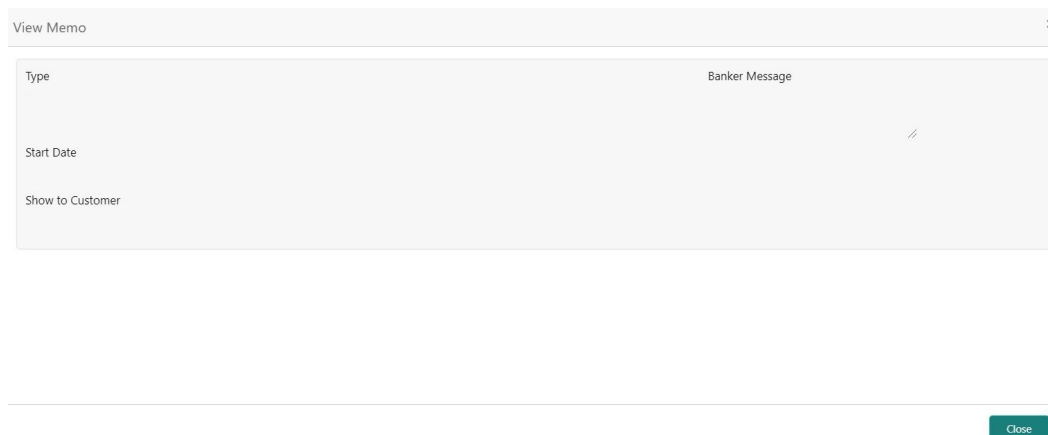 View Memo
Type
Banker Message
Start Date
Show to Customer
Close